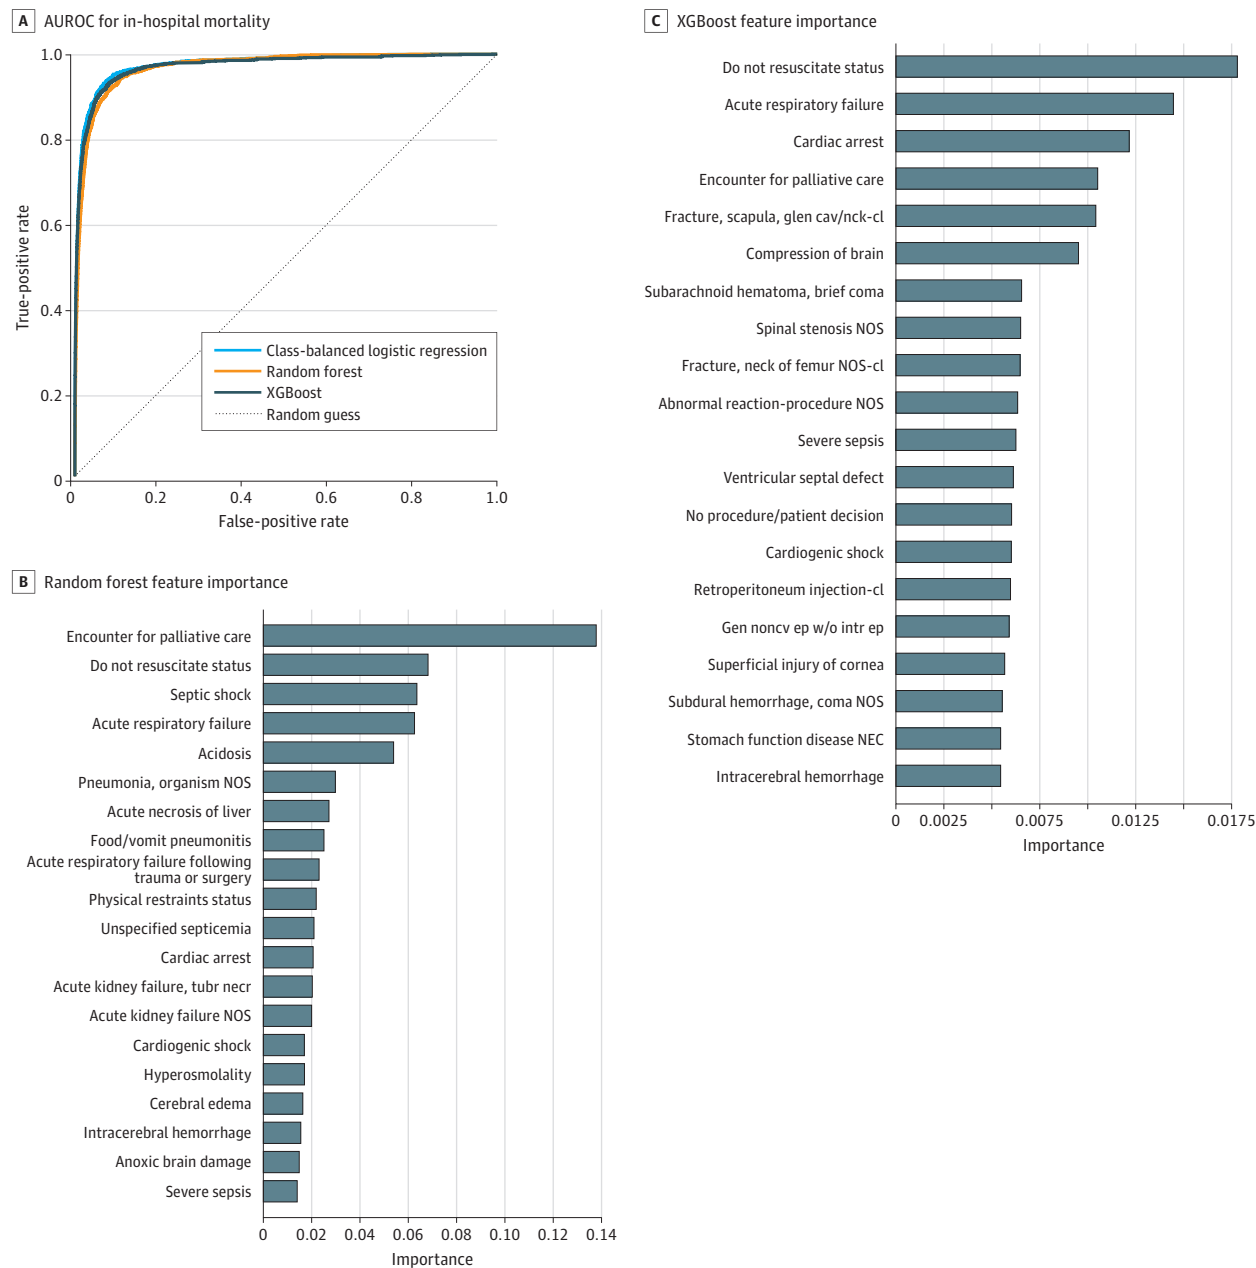 A AUROC for in-hospital mortality
1.0
0.8
0.6
0.4
0.2
0
True-positive rate
Class-balanced logistic regression
Random forest
XGBoost
Random guess
0 0.2 0.4 0.6 0.8 1.0
False-positive rate
B Random forest feature importance
Encounter for palliative care
Do not resuscitate status
Septic shock
Acute respiratory failure
Acidosis
Pneumonia, organism NOS
Acute necrosis of liver
Food/vomit pneumonitis
Acute respiratory failure following
trauma or surgery
Physical restraints status
Unspecified septicemia
Cardiac arrest
Acute kidney failure, tubr necr
Acute kidney failure NOS
Cardiogenic shock
Hyperosmolality
Cerebral edema
Intracerebral hemorrhage
Anoxic brain damage
Severe sepsis
0 0.02 0.04 0.06 0.08 0.10 0.12 0.14
Importance
C XGBoost feature importance
Do not resuscitate status
Acute respiratory failure
Cardiac arrest
Encounter for palliative care
Fracture, scapula, glen cav/nck-cl
Compression of brain
Subarachnoid hematoma, brief coma
Spinal stenosis NOS
Fracture, neck of femur NOS-cl
Abnormal reaction-procedure NOS
Severe sepsis
Ventricular septal defect
No procedure/patient decision
Cardiogenic shock
Retroperitoneum injection-cl
Gen noncv ep w/o intr ep
Superficial injury of cornea
Subdural hemorrhage, coma NOS
Stomach function disease NEC
Intracerebral hemorrhage
0 0.0025 0.0075 0.0125 0.0175
Importance